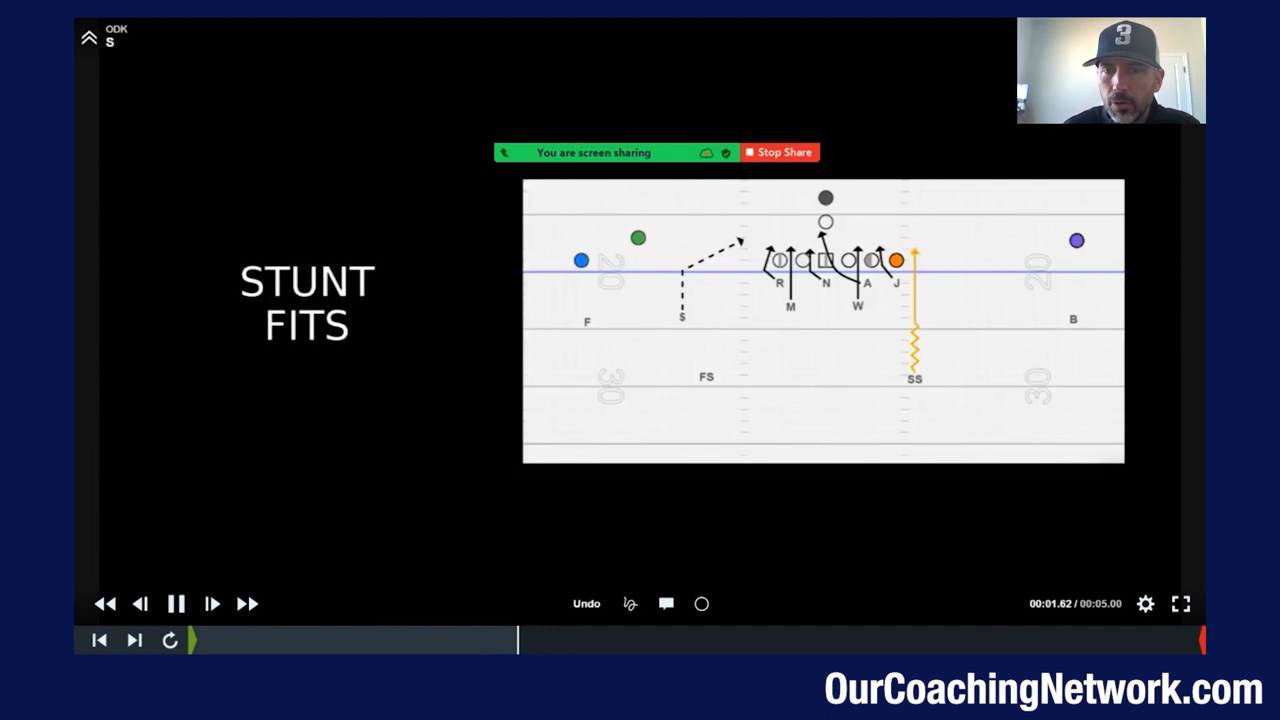 ODK
S
3
You are screen sharing
Stop Share
STUNT
FITS
20
20
R N A J
M W
F $ B
FS SS
30
30
Undo
00:01.62 / 00:05.00
OurCoachingNetwork.com